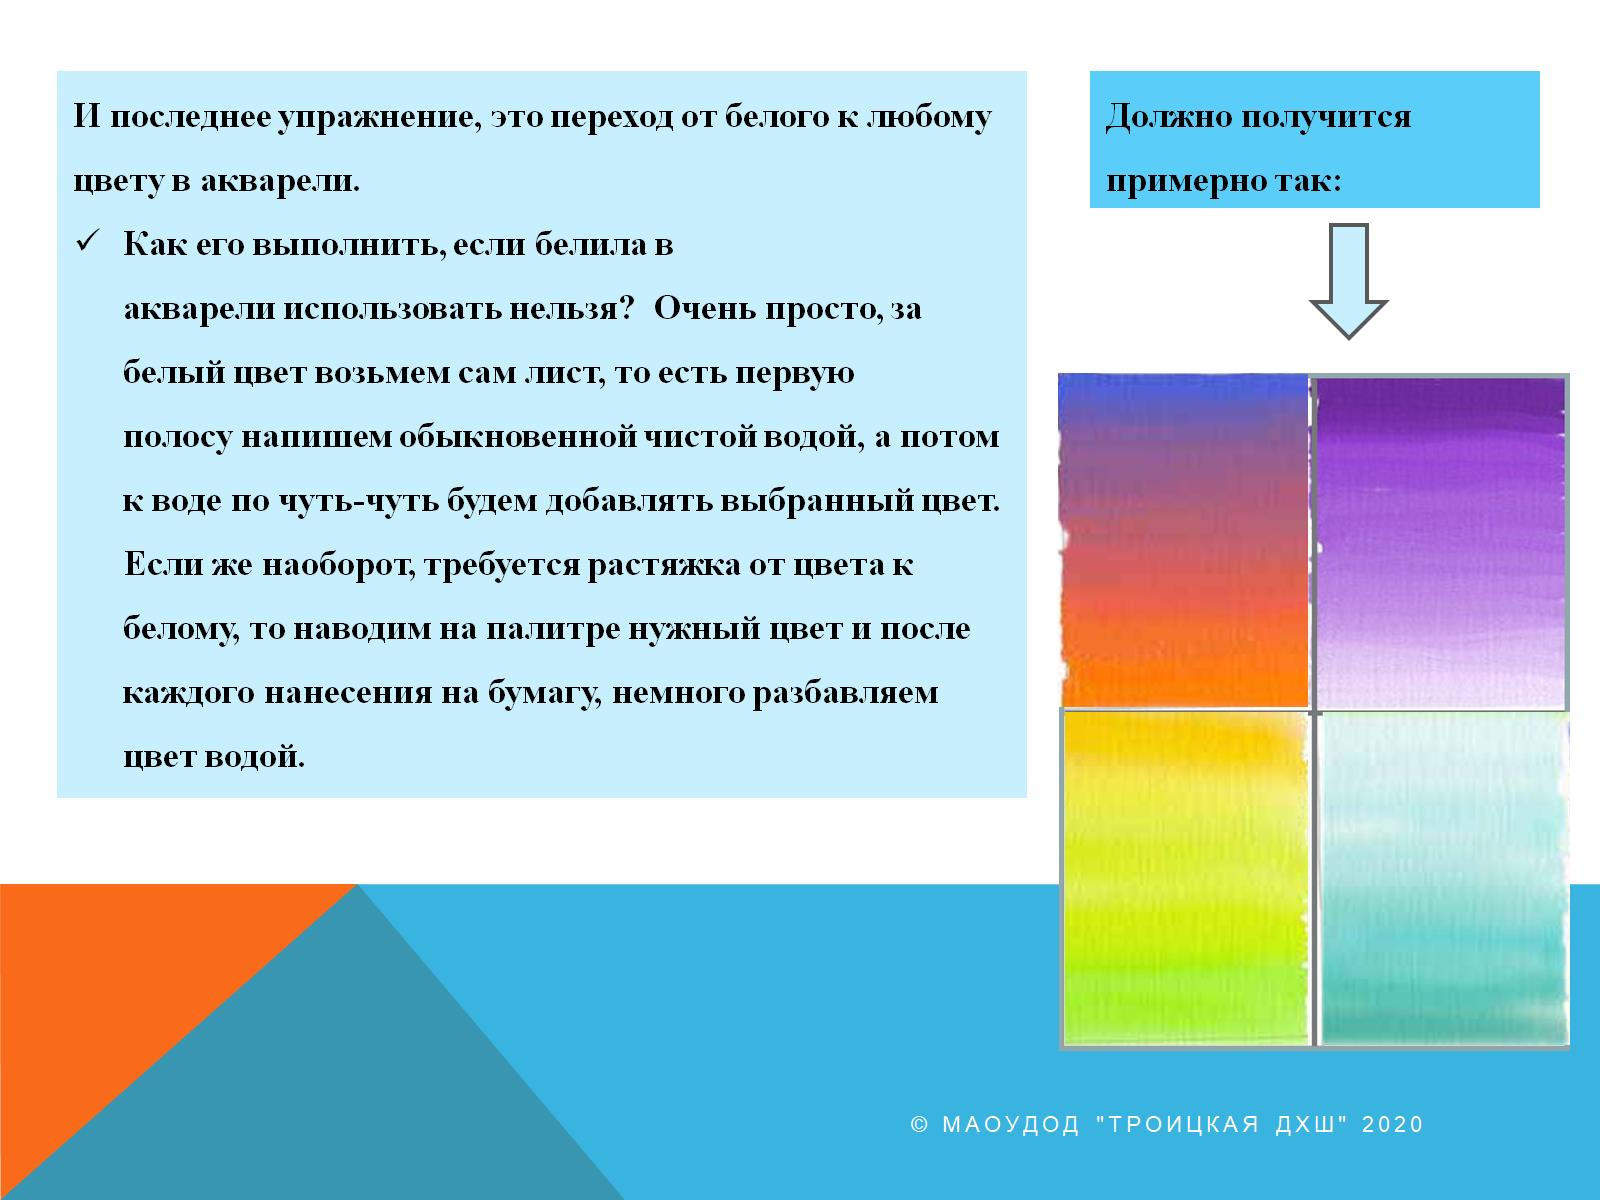 И последнее упражнение, это переход от белого к любому
цвету в акварели.
✓ Как его выполнить, если белила в
акварели использовать нельзя? Очень просто, за
белый цвет возьмем сам лист, то есть первую
полосу напишем обыкновенной чистой водой, а потом
к воде по чуть-чуть будем добавлять выбранный цвет.
Если же наоборот, требуется растяжка от цвета к
белому, то наводим на палитре нужный цвет и после
каждого нанесения на бумагу, немного разбавляем
цвет водой.
Должно получится
примерно так:
© МАОУДОД "ТРОИЦКАЯ ДХШ" 2020